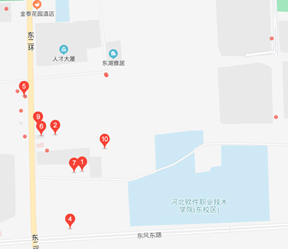 金泰花园酒店
东二环
人才大厦
东湖雅居
5
9
6
2
10
7
1
河北软件职业技术
学院(东校区)
4
东风东路
东二